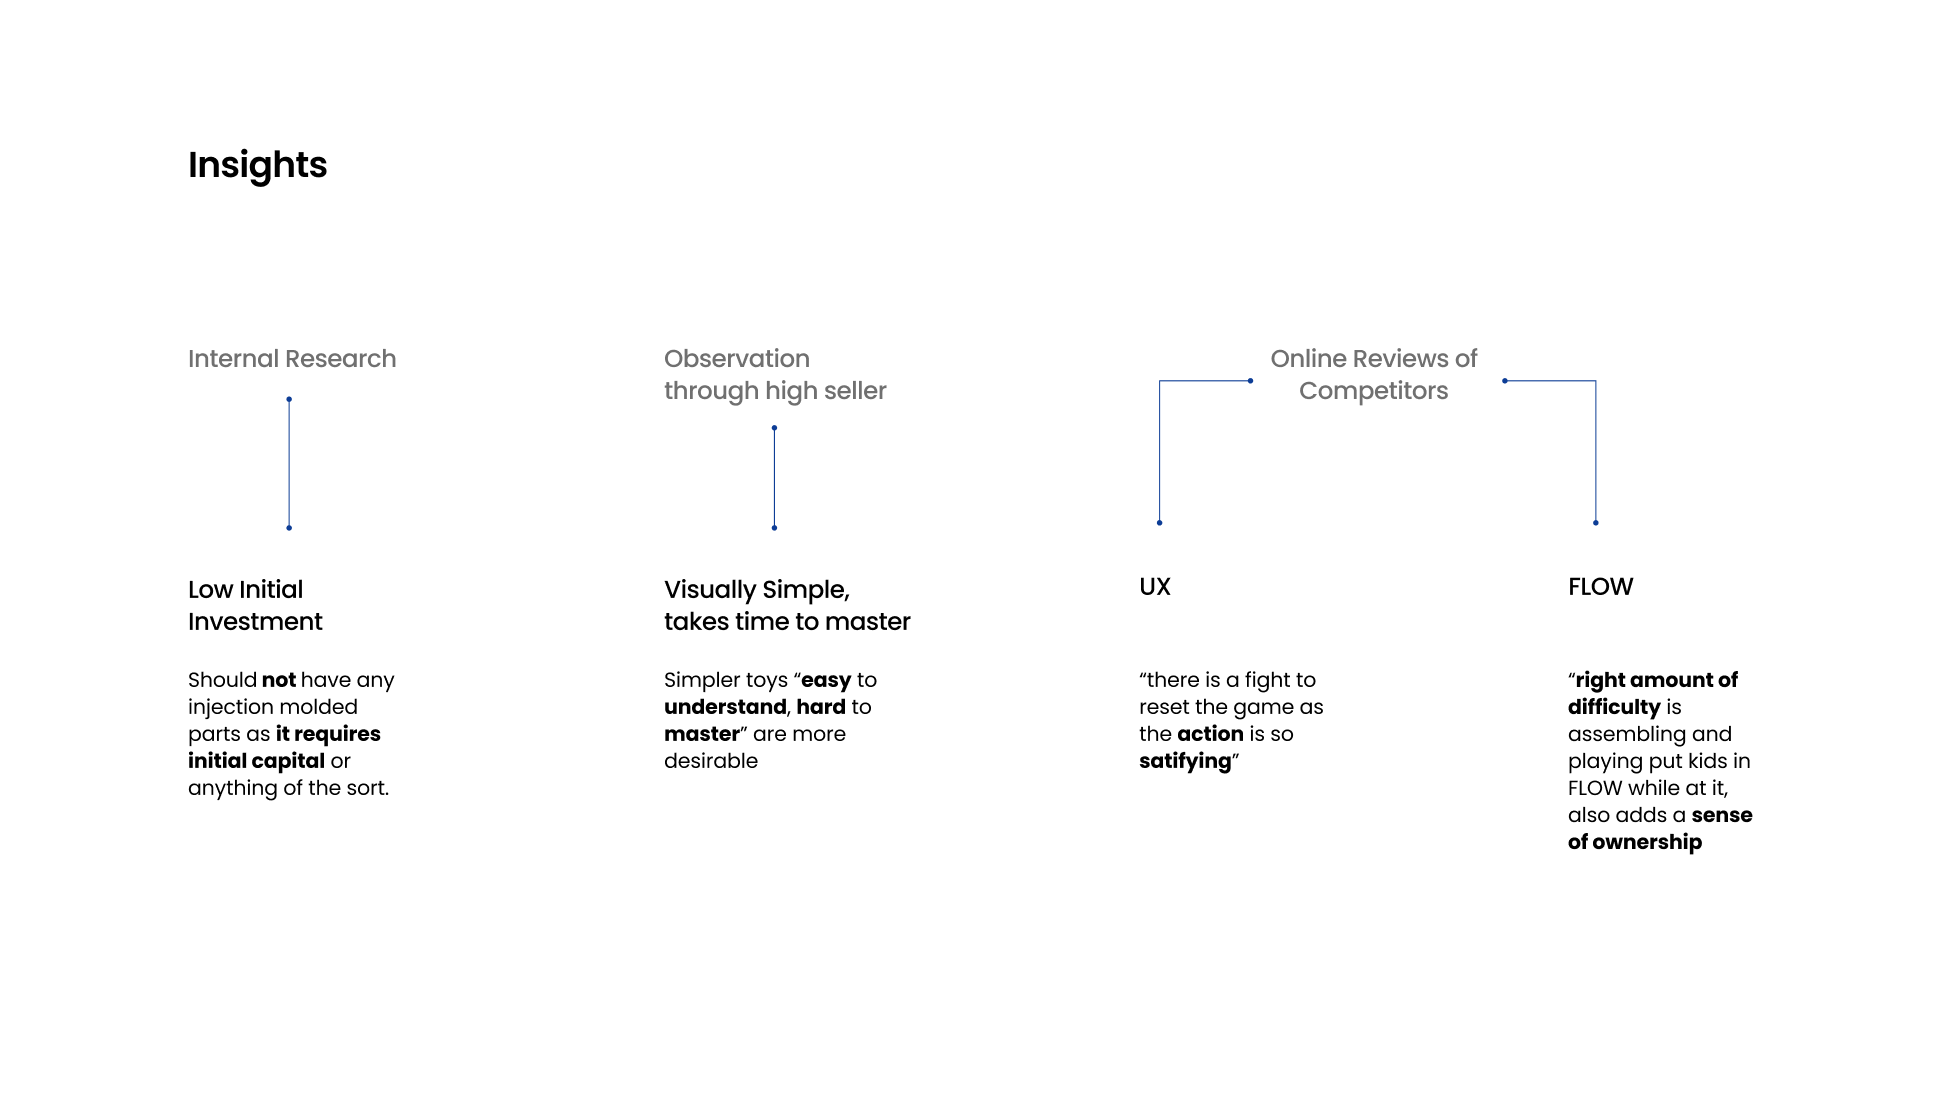 Insights
Internal Research
Observation
through high seller
Online Reviews of
Competitors
Low Initial
Investment
Visually Simple,
takes time to master
UX
FLOW
Should not have any
injection molded
parts as it requires
initial capital or
anything of the sort.
Simpler toys “easy to
understand, hard to
master” are more
desirable
“there is a fight to
reset the game as
the action is so
satifying”
“right amount of
difficulty is
assembling and
playing put kids in
FLOW while at it,
also adds a sense
of ownership